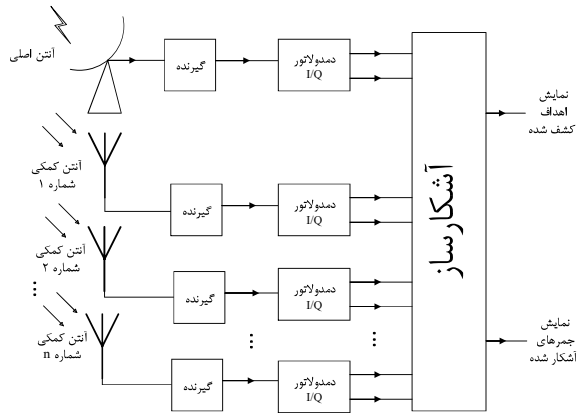 آنتن اصلی
گیرنده
دمدولاتور
I/Q
آشکارساز
نمایش
اهداف
کشف شده
آنتن کمکی
شماره ۱
گیرنده
دمدولاتور
I/Q
آنتن کمکی
شماره ۲
گیرنده
دمدولاتور
I/Q
...
...
...
آنتن کمکی
شماره n
گیرنده
دمدولاتور
I/Q
نمایش
جمرهای
آشکار شده